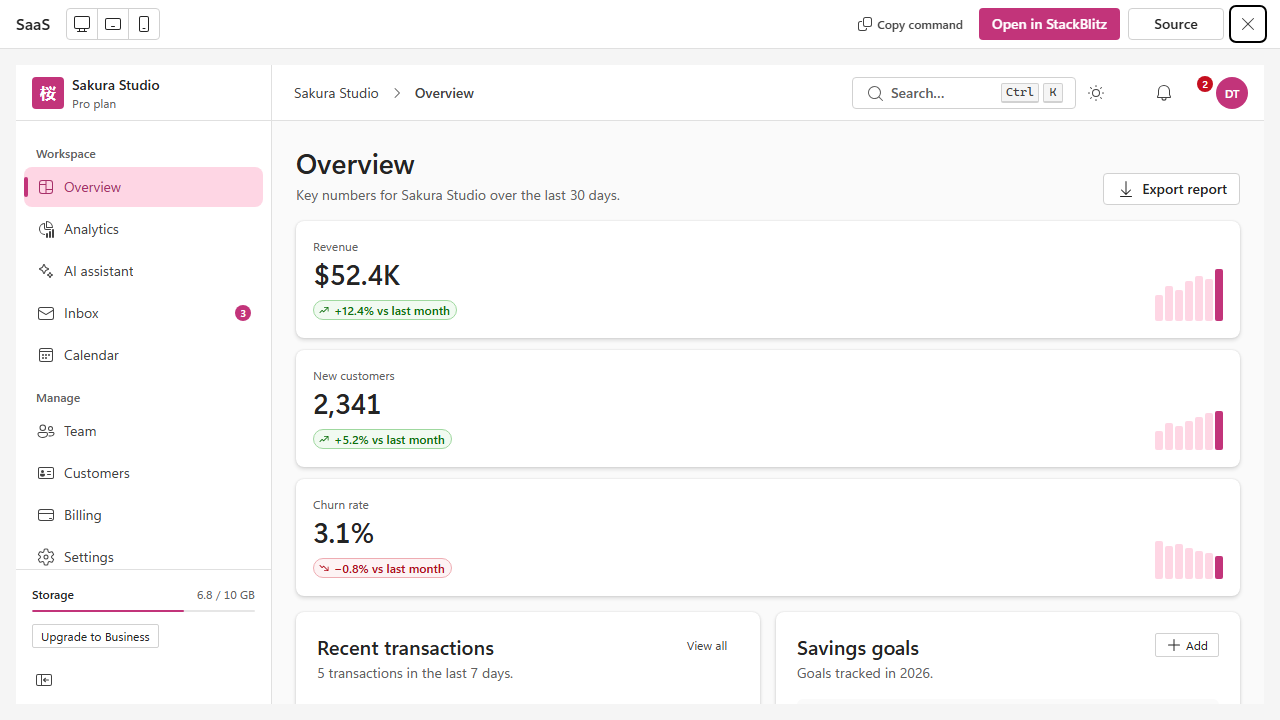 SaaS
Copy command
Open in StackBlitz
Source
桜
Sakura Studio
Pro plan
Sakura Studio
Overview
Search...
Ctrl
K
2
DT
Workspace
Overview
Analytics
AI assistant
Inbox
3
Calendar
Manage
Team
Customers
Billing
Settings
Storage
6.8 / 10 GB
Upgrade to Business
Overview
Key numbers for Sakura Studio over the last 30 days.
Export report
Revenue
$52.4K
+12.4% vs last month
New customers
2,341
+5.2% vs last month
Churn rate
3.1%
−0.8% vs last month
Recent transactions
View all
5 transactions in the last 7 days.
Savings goals
Add
Goals tracked in 2026.